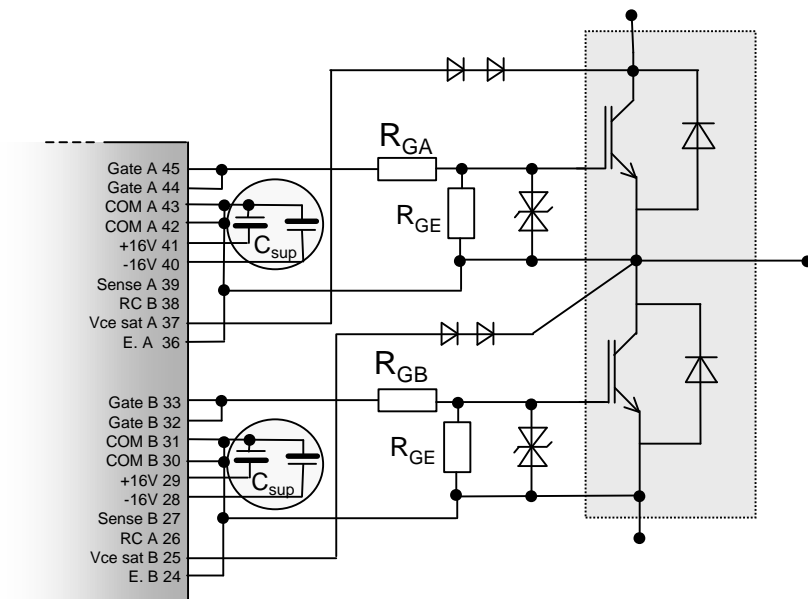 Gate A 45
Gate A 44
COM A 43
COM A 42
+16V 41
-16V 40
Sense A 39
RC B 38
Vce sat A 37
E. A 36
Csup
RGA
RGE
Gate B 33
Gate B 32
COM B 31
COM B 30
+16V 29
-16V 28
Sense B 27
RC A 26
Vce sat B 25
E. B 24
Csup
RGB
RGE